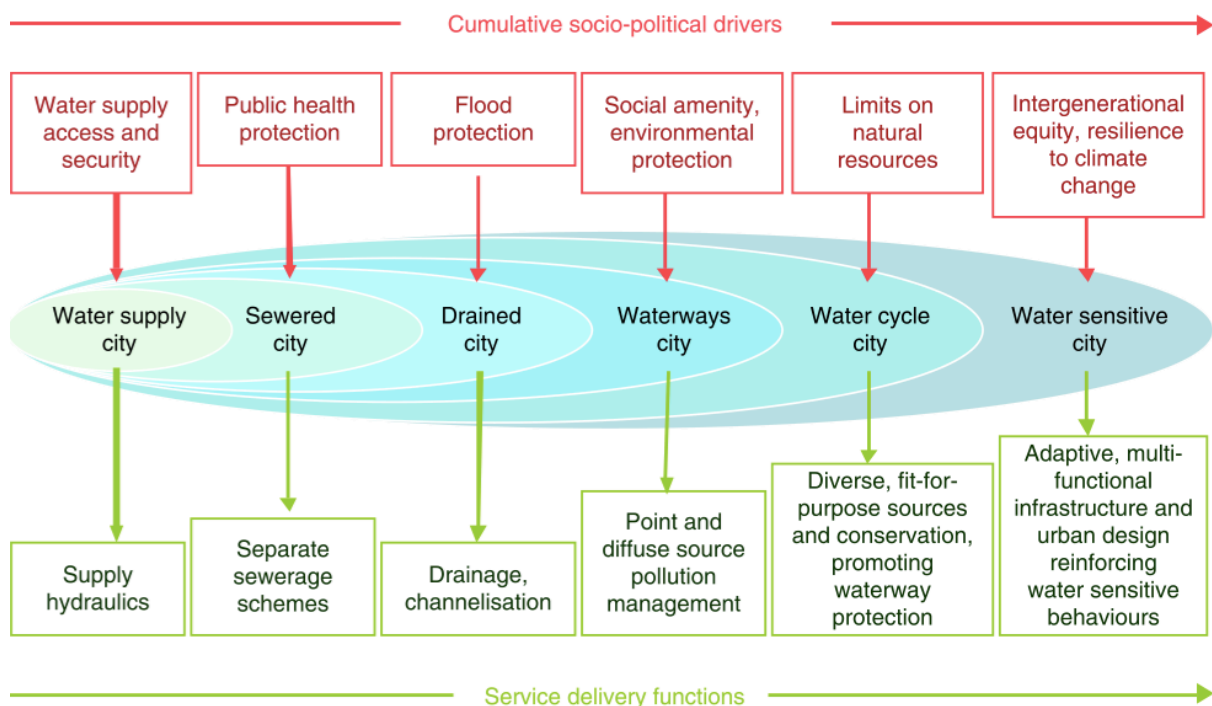 Cumulative socio-political drivers
Water supply
access and
security
Public health
protection
Flood
protection
Social amenity,
environmental
protection
Limits on
natural
resources
Intergenerational
equity, resilience
to climate
change
Water supply
city
Sewered
city
Drained
city
Waterways
city
Water cycle
city
Water sensitive
city
Supply
hydraulics
Separate
sewerage
schemes
Drainage,
channelisation
Point and
diffuse source
pollution
management
Diverse, fit-for-
purpose sources
and conservation,
promoting
waterway
protection
Adaptive, multi-
functional
infrastructure and
urban design
reinforcing
water sensitive
behaviours
Service delivery functions